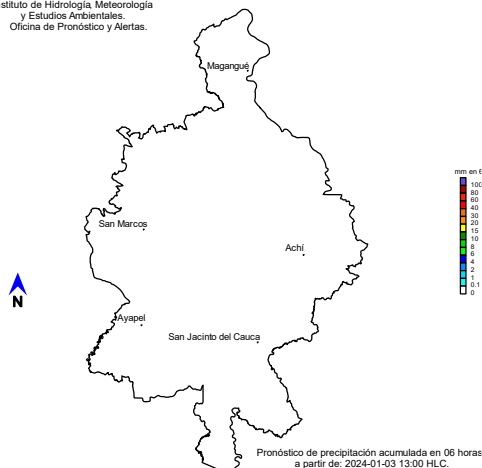 stituto de Hidrología, Meteorología
y Estudios Ambientales.
Oficina de Pronóstico y Alertas.
Magangué
mm en 6
100
80
60
40
30
20
15
10
8
6
4
2
1
0.1
0
San Marcos
Achí
N
Ayapel
San Jacinto del Cauca
Pronóstico de precipitación acumulada en 06 horas
a partir de: 2024-01-03 13:00 HLC.